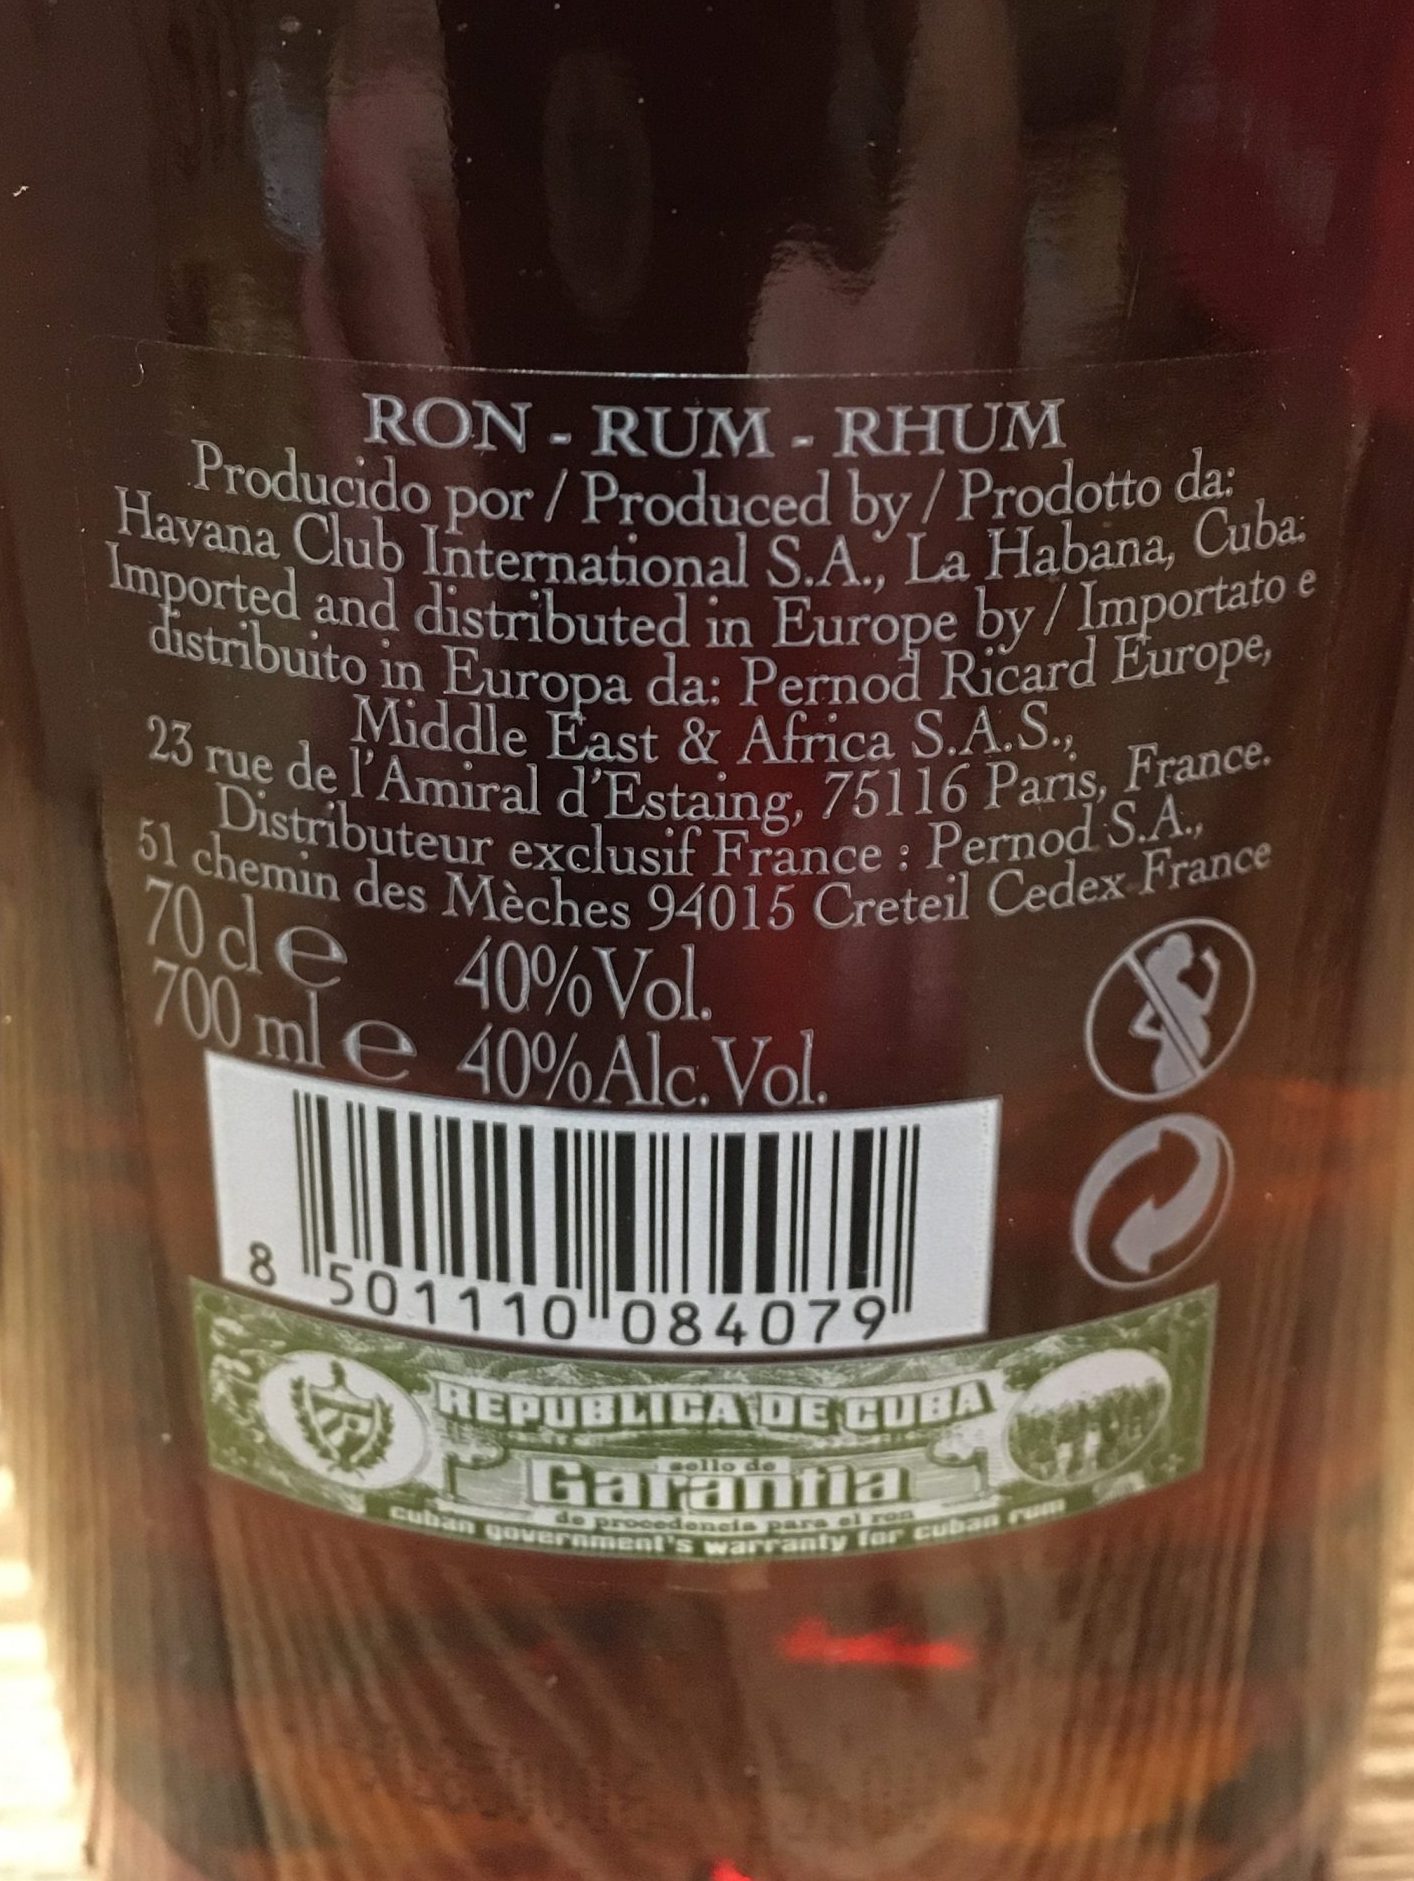 RON - RUM - RHUM
Producido por / Produced by / Prodotto da:
Havana Club International S.A., La Habana, Cuba.
Imported and distributed in Europe by / Importato e
distribuito in Europa da: Pernod Ricard Europe,
Middle East & Africa S.A.S.,
23 rue de l'Amiral d'Estaing, 75116 Paris, France.
Distributeur exclusif France : Pernod S.A.,
51 chemin des Mèches 94015 Creteil Cedex France
70 cl e 40%Vol.
700 ml e 40%Alc. Vol.
8 501110 084079
REPUBLICA DE CUBA
sello de
Garantia
de procedencia para el ron
cuban government's warranty for cuban rum